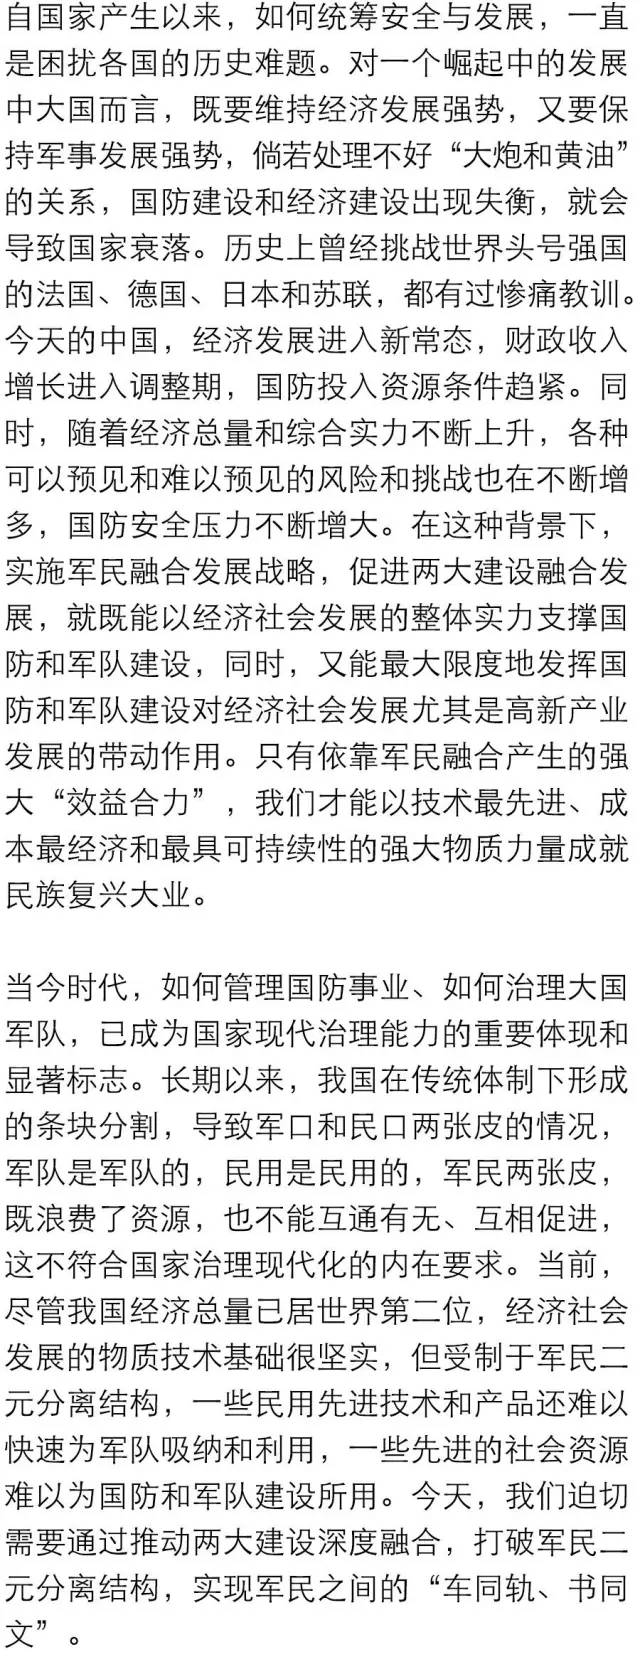 自国家产生以来，如何统筹安全与发展，一直
是困扰各国的历史难题。对一个崛起中的发展
中大国而言，既要维持经济发展强势，又要保
持军事发展强势，倘若处理不好“大炮和黄油”
的关系，国防建设和经济建设出现失衡，就会
导致国家衰落。历史上曾经挑战世界头号强国
的法国、德国、日本和苏联，都有过惨痛教训。
今天的中国，经济发展进入新常态，财政收入
增长进入调整期，国防投入资源条件趋紧。同
时，随着经济总量和综合实力不断上升，各种
可以预见和难以预见的风险和挑战也在不断增
多，国防安全压力不断增大。在这种背景下，
实施军民融合发展战略，促进两大建设融合发
展，就既能以经济社会发展的整体实力支撑国
防和军队建设，同时，又能最大限度地发挥国
防和军队建设对经济社会发展尤其是高新产业
发展的带动作用。只有依靠军民融合产生的强
大“效益合力”，我们才能以技术最先进、成
本最经济和最具可持续性的强大物质力量成就
民族复兴大业。
当今时代，如何管理国防事业、如何治理大国
军队，已成为国家现代治理能力的重要体现和
显著标志。长期以来，我国在传统体制下形成
的条块分割，导致军口和民口两张皮的情况，
军队是军队的，民用是民用的，军民两张皮，
既浪费了资源，也不能互通有无、互相促进，
这不符合国家治理现代化的内在要求。当前，
尽管我国经济总量已居世界第二位，经济社会
发展的物质技术基础很坚实，但受制于军民二
元分离结构，一些民用先进技术和产品还难以
快速为军队吸纳和利用，一些先进的社会资源
难以为国防和军队建设所用。今天，我们迫切
需要通过推动两大建设深度融合，打破军民二
元分离结构，实现军民之间的“车同轨、书同
文”。